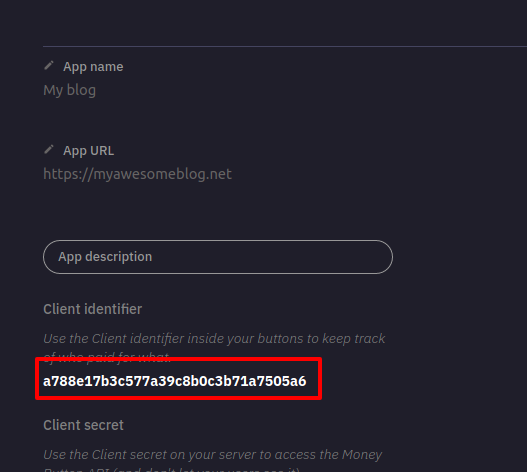 App name
My blog
App URL
https://myawesomeblog.net
App description
Client identifier
Use the Client identifier inside your buttons to keep track
of who paid for what.
a788e17b3c577a39c8b0c3b71a7505a6
Client secret
Use the Client secret on your server to access the Money
Button API (and don't let your users see it)